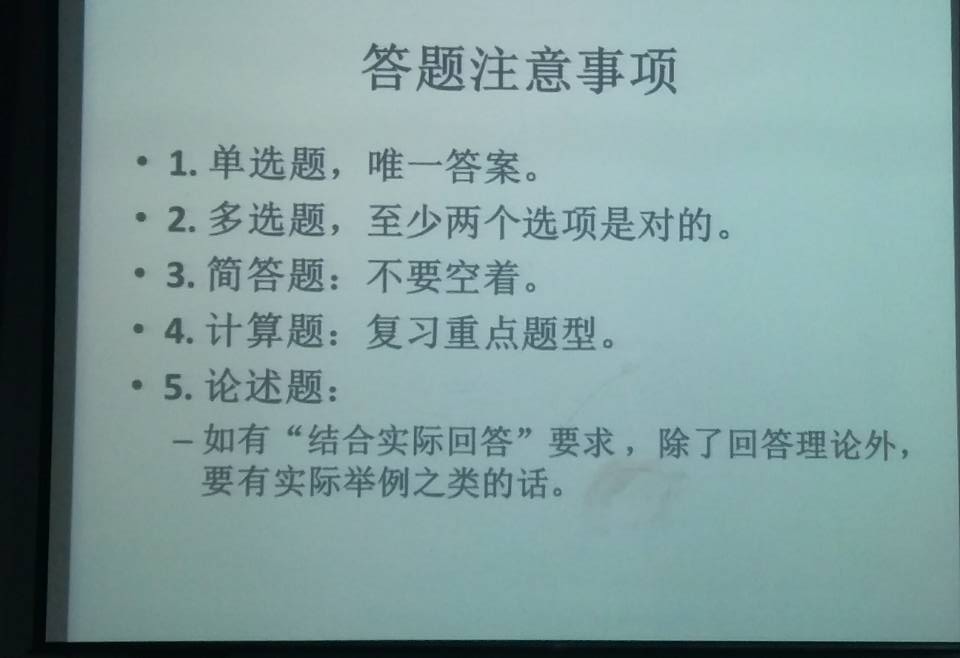 答题注意事项
• 1. 单选题，唯一答案。
• 2. 多选题，至少两个选项是对的。
• 3. 简答题：不要空着。
• 4. 计算题：复习重点题型。
• 5. 论述题：
– 如有“结合实际回答”要求，除了回答理论外，
要有实际举例之类的话。